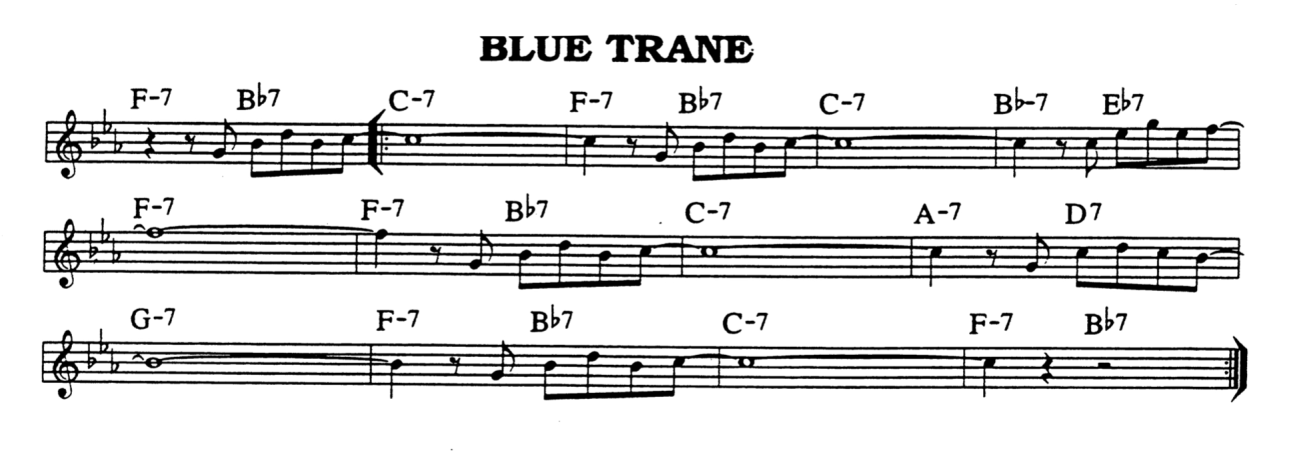 BLUE TRANE
F-7 B♭7 C-7 F-7 B♭7 C-7 B♭-7 E♭7
F-7 F-7 B♭7 C-7 A-7 D7
G-7 F-7 B♭7 C-7 F-7 B♭7